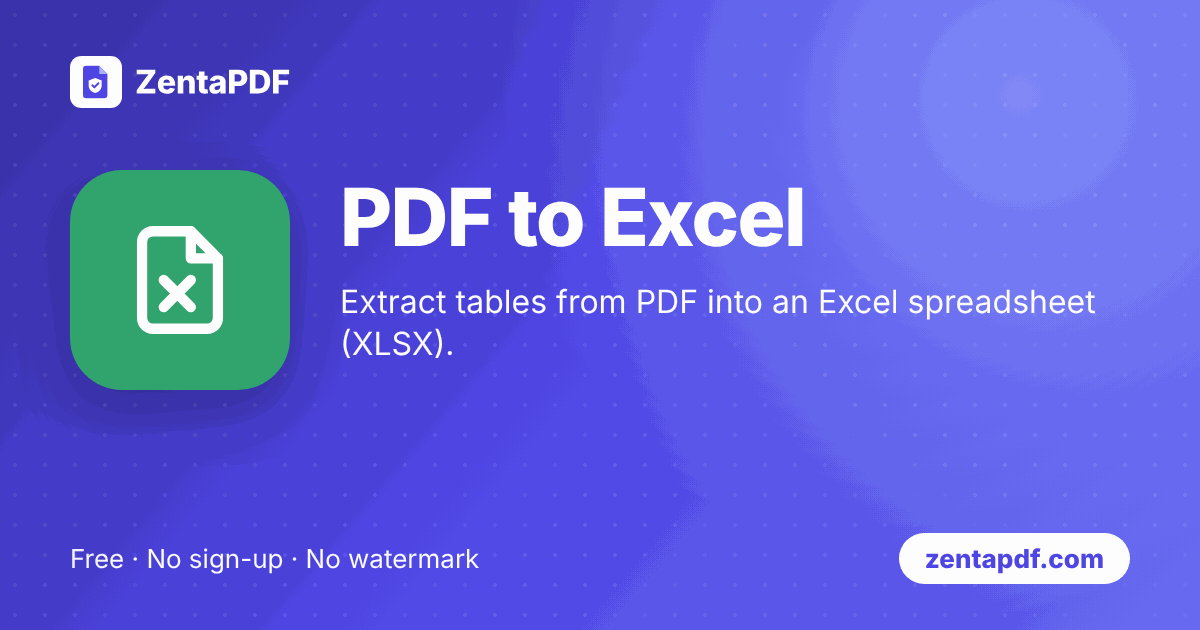 ZentaPDF
PDF to Excel
Extract tables from PDF into an Excel spreadsheet
(XLSX).
Free · No sign-up · No watermark
zentapdf.com